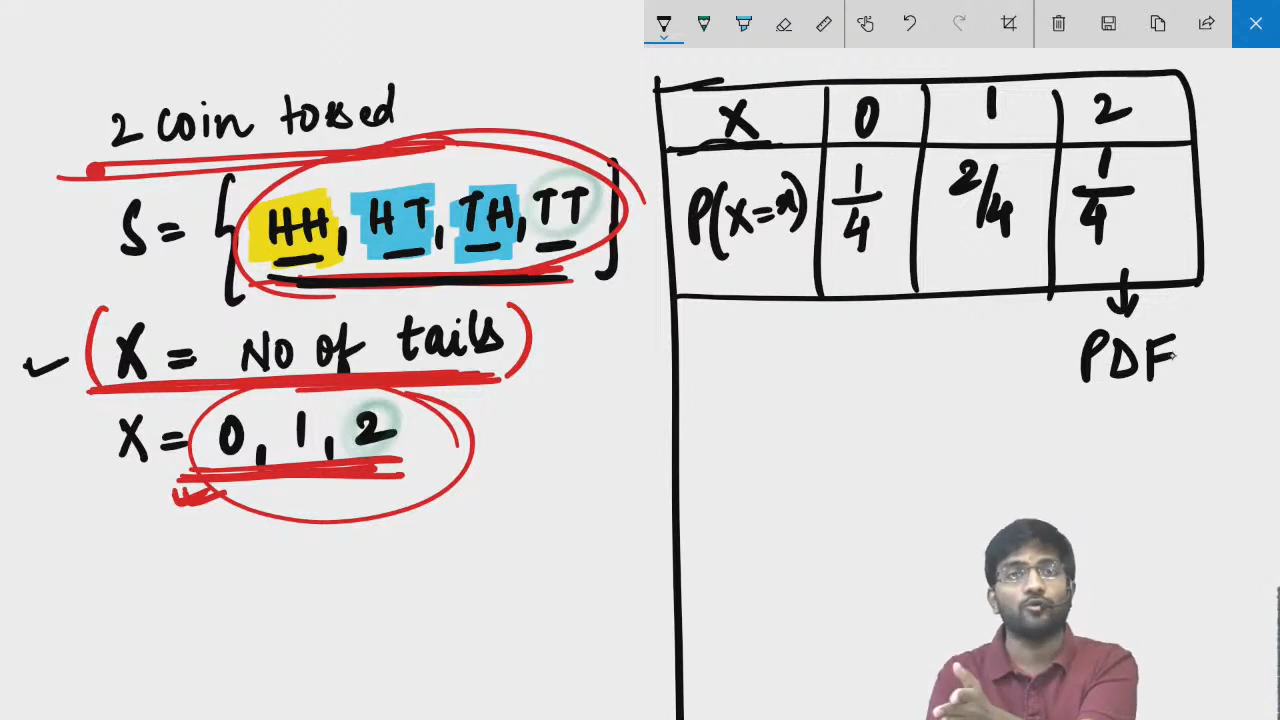 2 coin tossed
S = { HH, HT, TH, TT }
X = No of tails
X = 0, 1, 2
X 0 1 2
P(X=x) 1/4 2/4 1/4
PDF